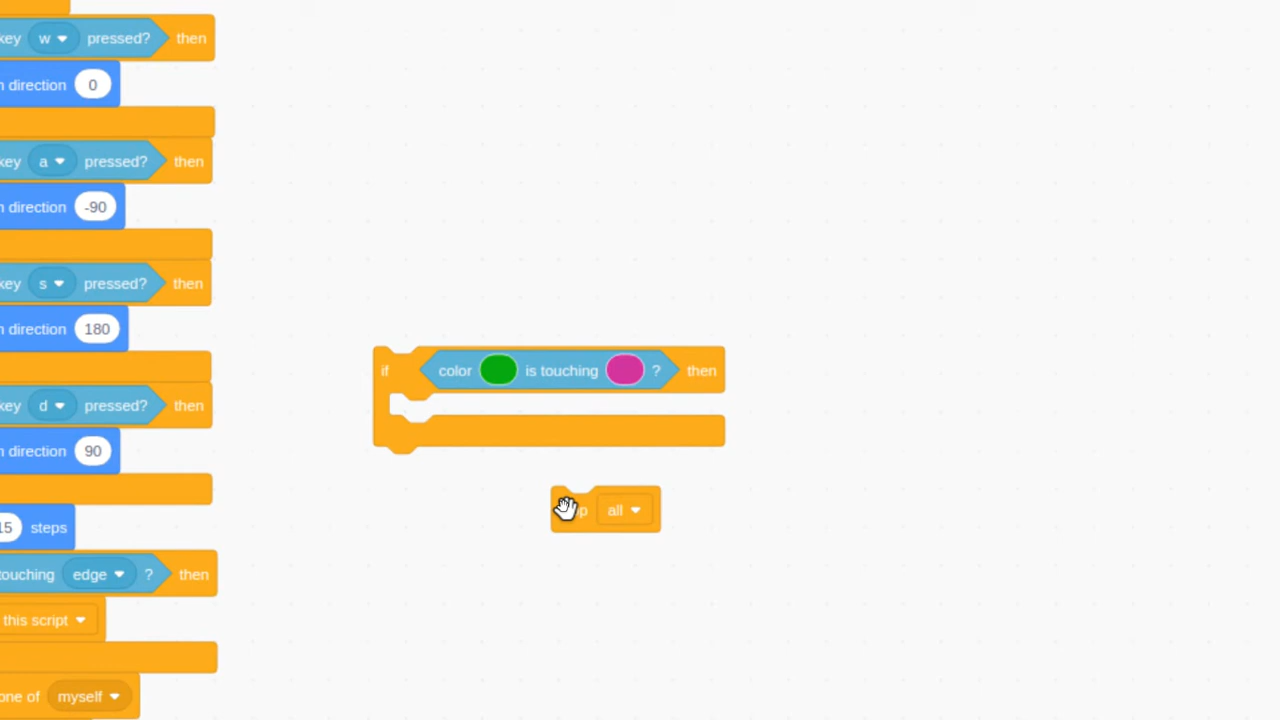 key w pressed? then
direction 0
key a pressed? then
direction -90
key s pressed? then
direction 180
if color is touching ? then
key d pressed? then
direction 90
all
15 steps
touching edge ? then
this script
of myself